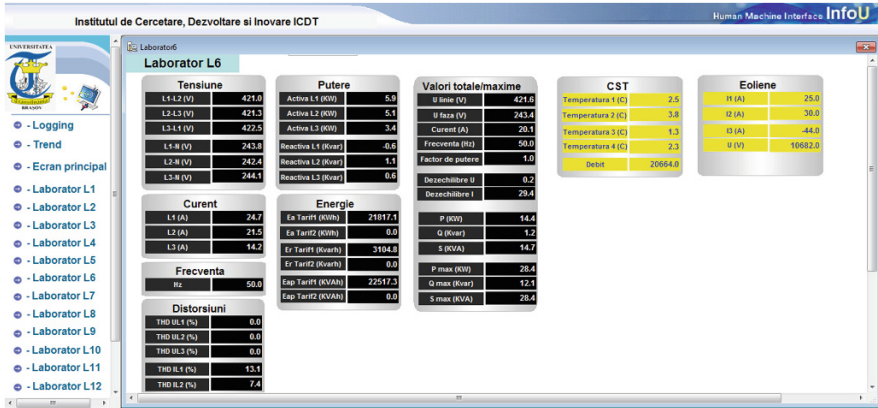 Institutul de Cercetare, Dezvoltare si Inovare ICDT
Human Machine Interface InfoU
UNIVERSITATEA
BRASOV
- Logging
- Trend
- Ecran principal
- Laborator L1
- Laborator L2
- Laborator L3
- Laborator L4
- Laborator L5
- Laborator L6
- Laborator L7
- Laborator L8
- Laborator L9
- Laborator L10
- Laborator L11
- Laborator L12
Laborator6
Laborator L6
Tensiune
L1-L2 (V) 421.0
L2-L3 (V) 421.3
L3-L1 (V) 422.5
L1-N (V) 243.8
L2-N (V) 242.4
L3-N (V) 244.1
Curent
L1 (A) 24.7
L2 (A) 21.5
L3 (A) 14.2
Frecventa
Hz 50.0
Distorsiuni
THD UL1 (%) 0.0
THD UL2 (%) 0.0
THD UL3 (%) 0.0
THD IL1 (%) 13.1
THD IL2 (%) 7.4
Putere
Activa L1 (KW) 5.9
Activa L2 (KW) 5.1
Activa L3 (KW) 3.4
Reactiva L1 (Kvar) -0.6
Reactiva L2 (Kvar) 1.1
Reactiva L3 (Kvar) 0.6
Energie
Ea Tarif1 (KWh) 21817.1
Ea Tarif2 (KWh) 0.0
Er Tarif1 (Kvarh) 3104.8
Er Tarif2 (Kvarh) 0.0
Eap Tarif1 (KVAh) 22517.3
Eap Tarif2 (KVAh) 0.0
Valori totale/maxime
U linie (V) 421.6
U faza (V) 243.4
Curent (A) 20.1
Frecventa (Hz) 50.0
Factor de putere 1.0
Dezechilibre U 0.2
Dezechilibre I 29.4
P (KW) 14.4
Q (Kvar) 1.2
S (KVA) 14.7
P max (KW) 28.4
Q max (Kvar) 12.1
S max (KVA) 28.4
CST
Temperatura 1 (C) 2.5
Temperatura 2 (C) 3.8
Temperatura 3 (C) 1.3
Temperatura 4 (C) 2.3
Debit 20664.0
Eoliene
I1 (A) 25.0
I2 (A) 30.0
I3 (A) -44.0
U (V) 10682.0